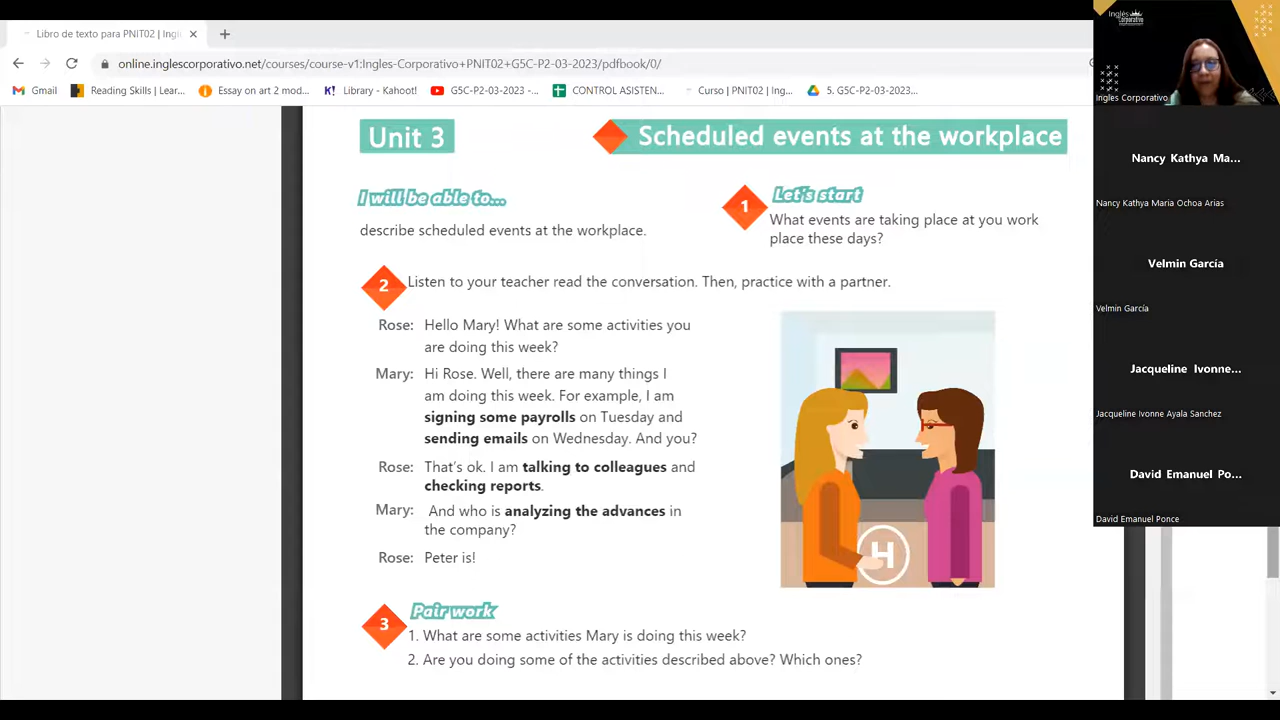 Libro de texto para PNIT02 | Ingl
online.inglescorporativo.net/courses/course-v1:Ingles-Corporativo+PNIT02+G5C-P2-03-2023/pdfbook/0/
Gmail
Reading Skills | Lear...
Essay on art 2 mod...
Library - Kahoot!
G5C-P2-03-2023 -...
CONTROL ASISTEN...
Curso | PNIT02 | Ing...
5. G5C-P2-03-2023...
Unit 3
Scheduled events at the workplace
I will be able to...
describe scheduled events at the workplace.
1
Let's start
What events are taking place at you work
place these days?
2
Listen to your teacher read the conversation. Then, practice with a partner.
Rose: Hello Mary! What are some activities you
are doing this week?
Mary: Hi Rose. Well, there are many things I
am doing this week. For example, I am
signing some payrolls on Tuesday and
sending emails on Wednesday. And you?
Rose: That's ok. I am talking to colleagues and
checking reports.
Mary: And who is analyzing the advances in
the company?
Rose: Peter is!
H
3
Pair work
1. What are some activities Mary is doing this week?
2. Are you doing some of the activities described above? Which ones?
Inglés
Corporativo
Ingles Corporativo
Nancy Kathya Ma...
Nancy Kathya Maria Ochoa Arias
Velmin García
Velmin García
Jacqueline Ivonne...
Jacqueline Ivonne Ayala Sanchez
David Emanuel Po...
David Emanuel Ponce